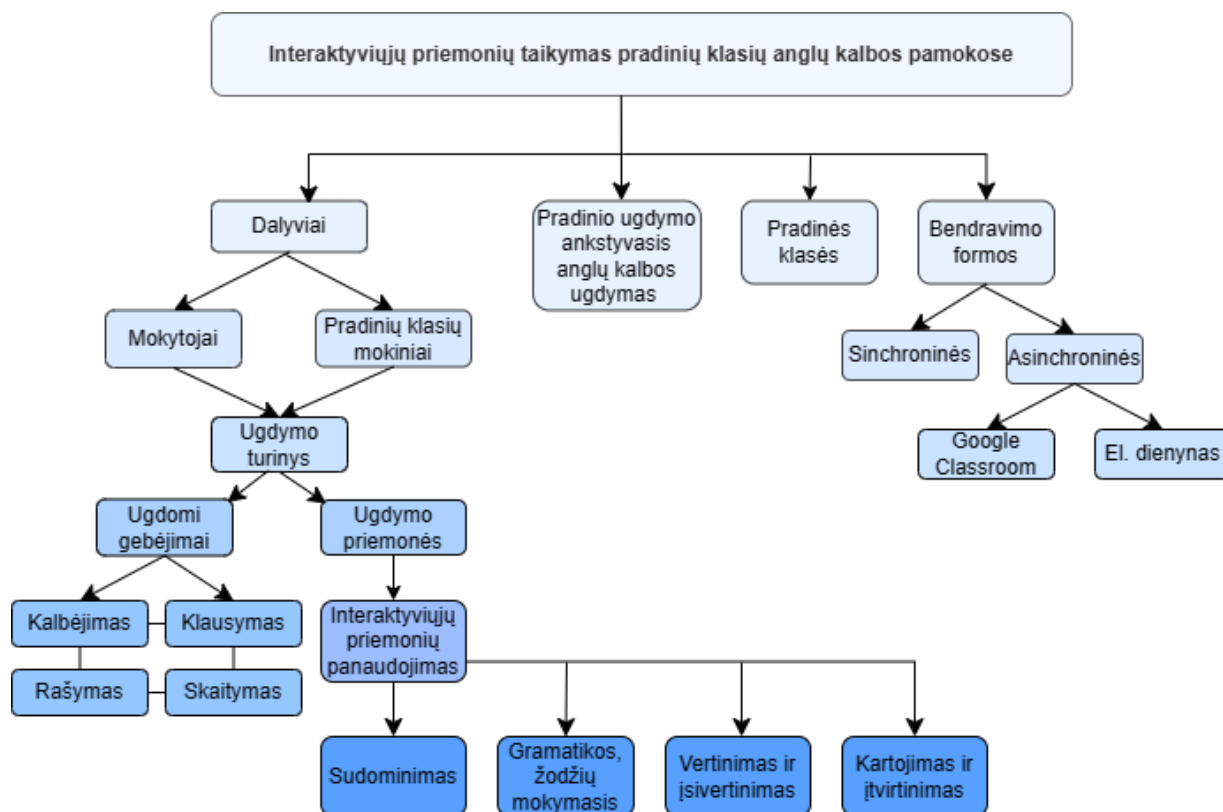 Interaktyviųjų priemonių taikymas pradinių klasių anglų kalbos pamokose
Dalyviai
Pradinio ugdymo
ankstyvasis
anglų kalbos
ugdymas
Pradinės
klasės
Bendravimo
formos
Mokytojai
Pradinių klasių
mokiniai
Sinchroninės
Asinchroninės
Ugdymo
turinys
Google
Classroom
El. dienynas
Ugdomi
gebėjimai
Ugdymo
priemonės
Kalbėjimas
Klausymas
Rašymas
Skaitymas
Interaktyviųjų
priemonių
panaudojimas
Sudominimas
Gramatikos,
žodžių
mokymasis
Vertinimas ir
įsivertinimas
Kartojimas ir
įtvirtinimas